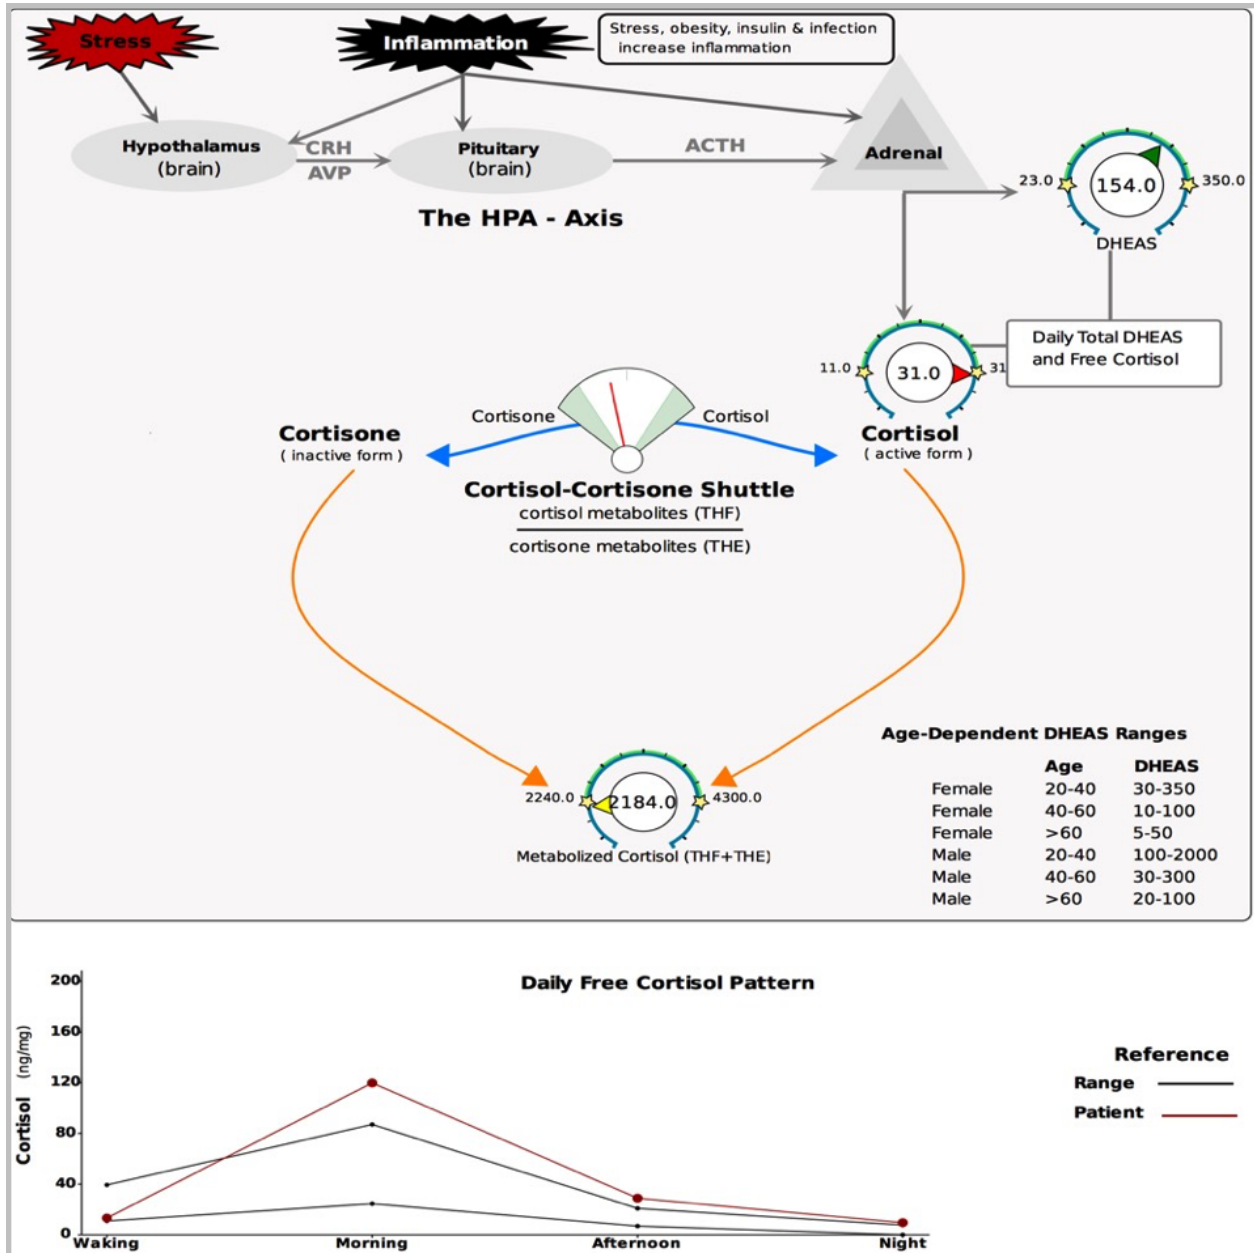 Stress
Inflammation
Stress, obesity, insulin & infection
increase inflammation
Hypothalamus
(brain)
CRH
AVP
Pituitary
(brain)
ACTH
Adrenal
The HPA - Axis
23.0
154.0
350.0
DHEAS
Daily Total DHEAS
and Free Cortisol
11.0
31.0
31
Cortisone
Cortisol
Cortisone
( inactive form )
Cortisol
( active form )
Cortisol-Cortisone Shuttle
cortisol metabolites (THF)
cortisone metabolites (THE)
2240.0
2184.0
4300.0
Metabolized Cortisol (THF+THE)
Age-Dependent DHEAS Ranges
Age DHEAS
Female 20-40 30-350
Female 40-60 10-100
Female >60 5-50
Male 20-40 100-2000
Male 40-60 30-300
Male >60 20-100
Daily Free Cortisol Pattern
Cortisol (ng/mg)
200
160
120
80
40
0
Waking Morning Afternoon Night
Reference
Range
Patient